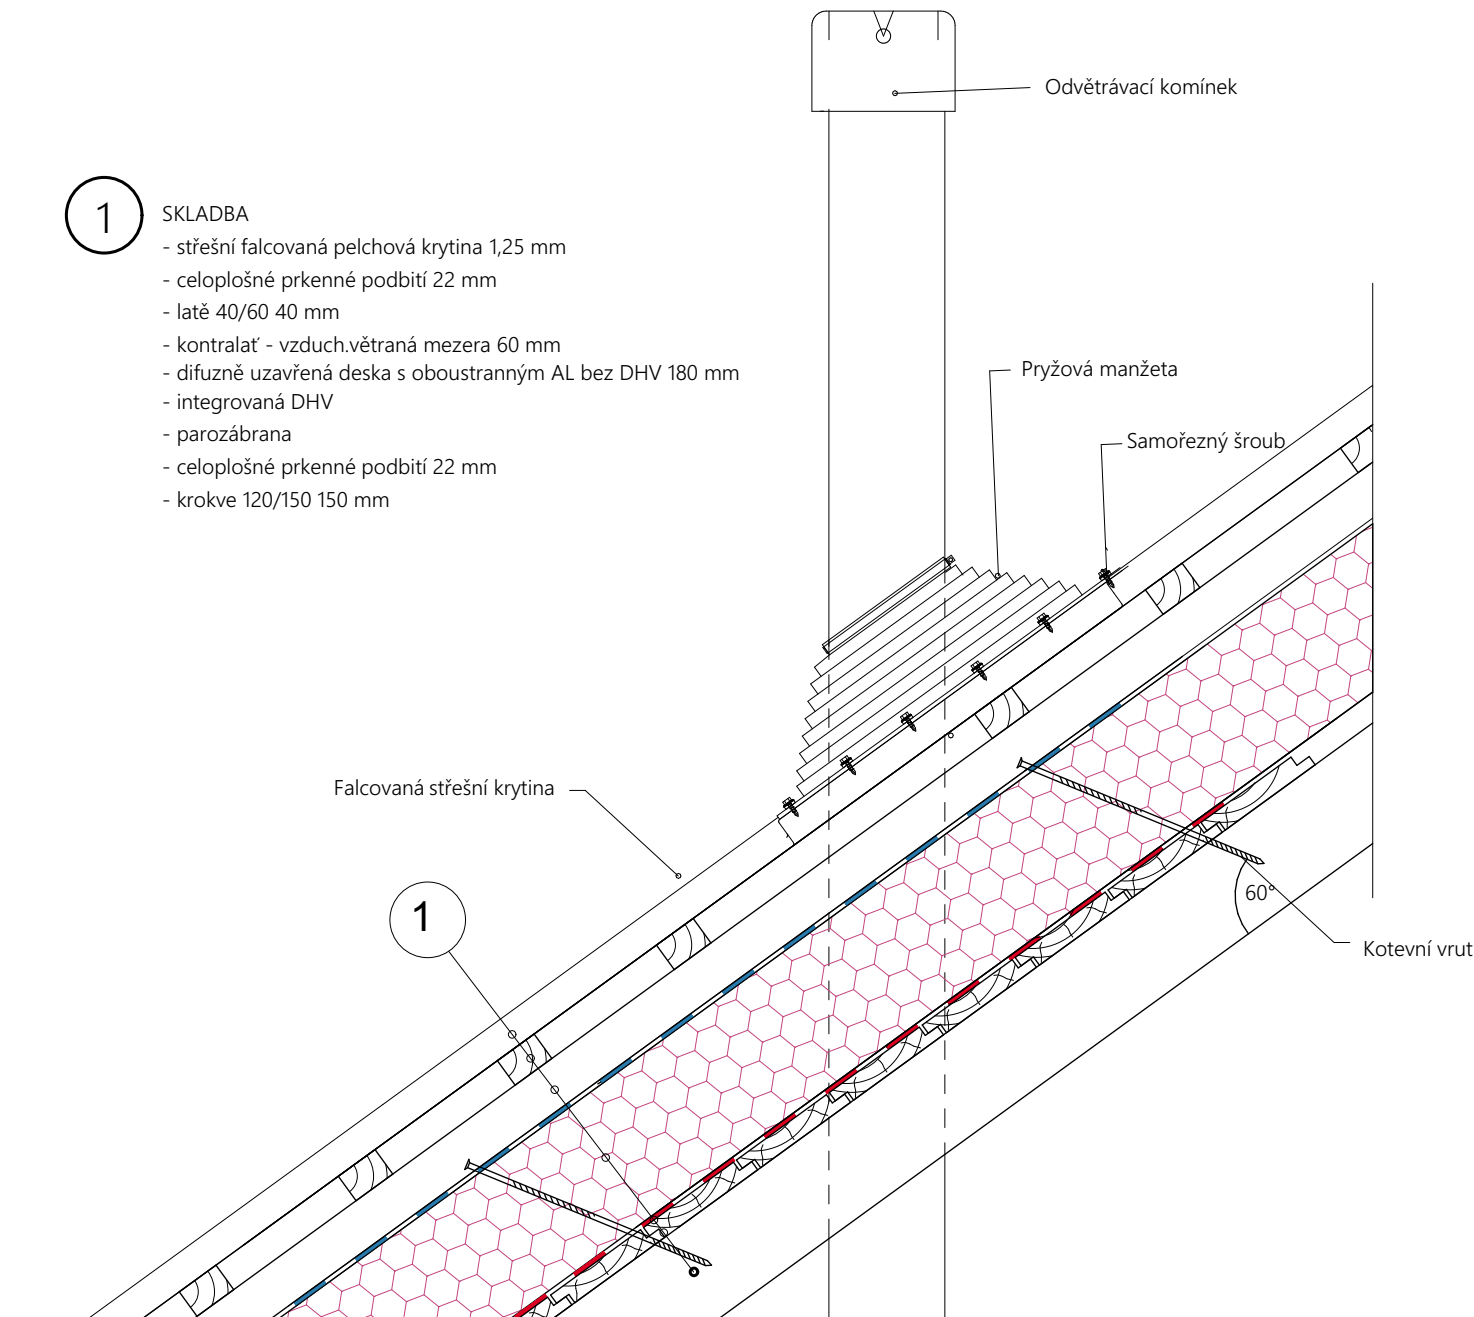 Odvětrávací komínek
1
SKLADBA
- střešní falcovaná pelchová krytina 1,25 mm
- celoplošné prkenné podbití 22 mm
- latě 40/60 40 mm
- kontralať - vzduch.větraná mezera 60 mm
- difuzně uzavřená deska s oboustranným AL bez DHV 180 mm
- integrovaná DHV
- parozábrana
- celoplošné prkenné podbití 22 mm
- krokve 120/150 150 mm
Pryžová manžeta
Samořezný šroub
Falcovaná střešní krytina
1
60°
Kotevní vrut